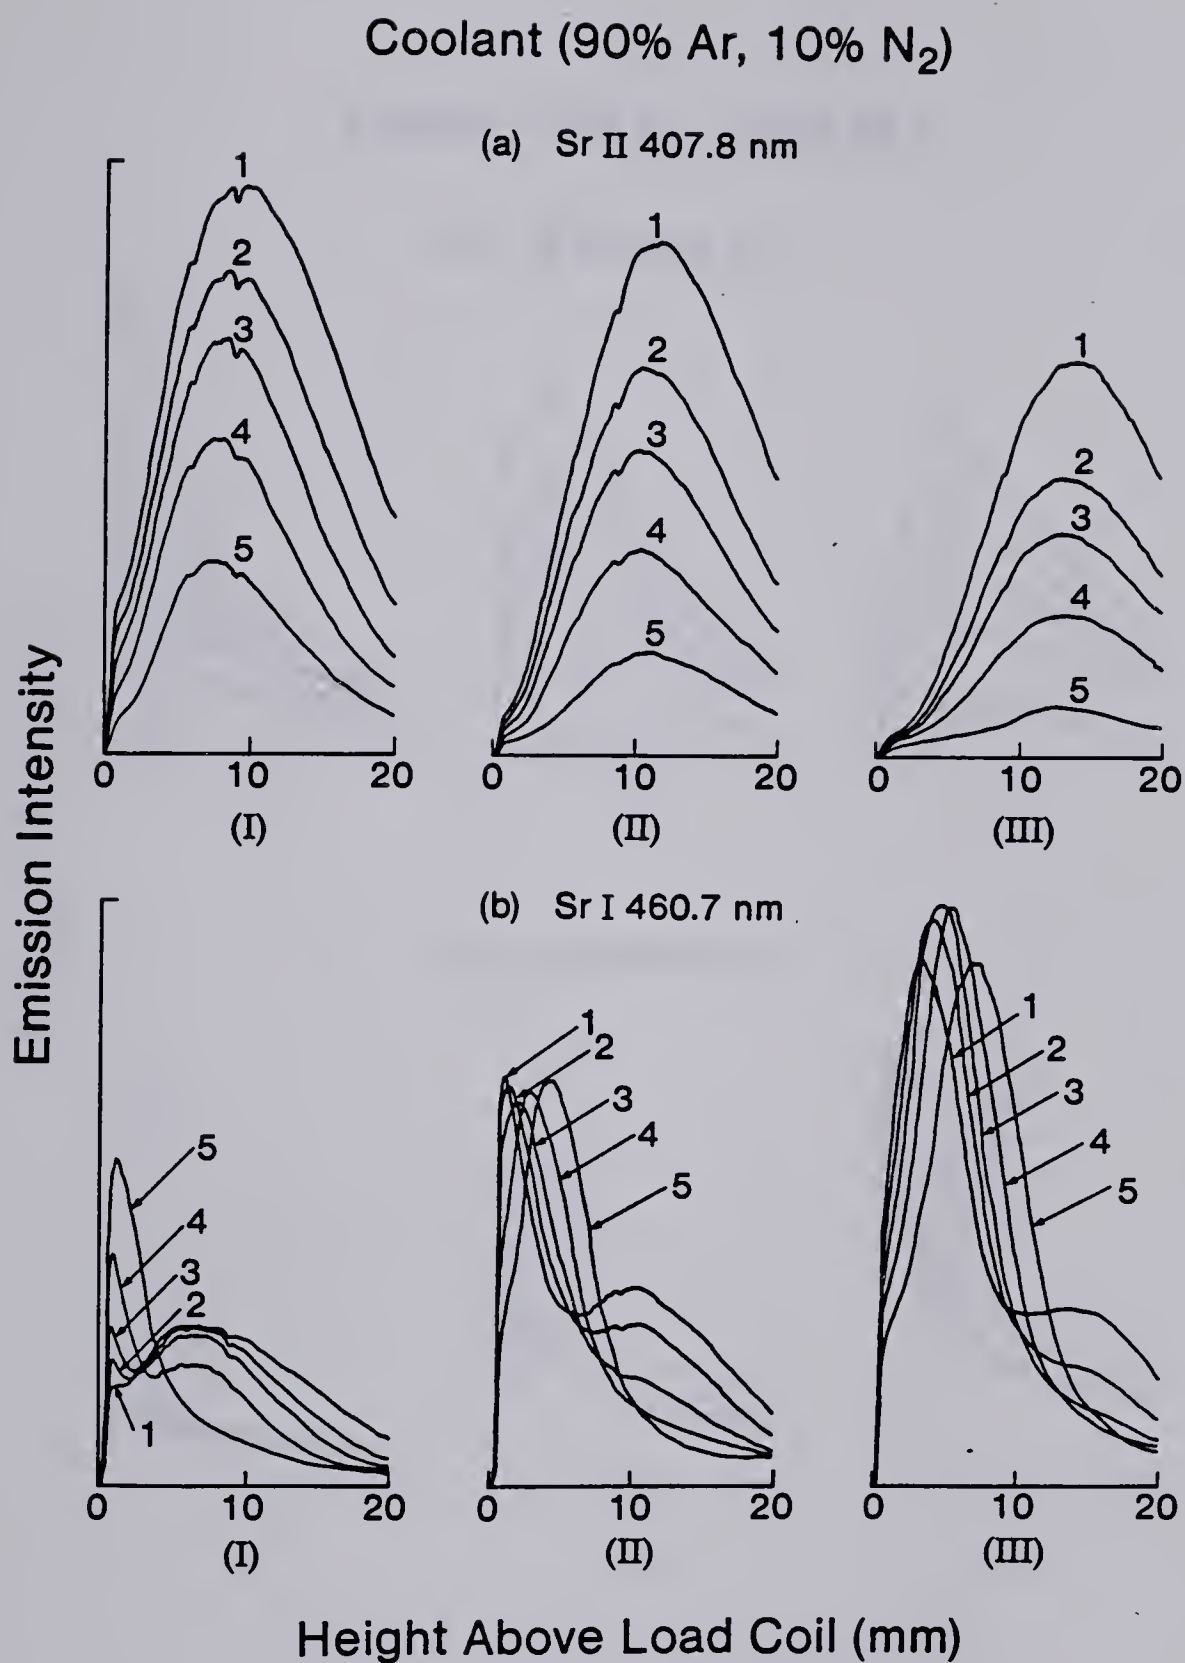 Coolant (90% Ar, 10% N₂)
(a) Sr II 407.8 nm
1
2
3
4
5
1
2
3
4
5
1
2
3
4
5
0 10 20
(I)
0 10 20
(II)
0 10 20
(III)
Emission Intensity
(b) Sr I 460.7 nm
5
4
3
2
1
1
2
3
4
5
1
2
3
4
5
0 10 20
(I)
0 10 20
(II)
0 10 20
(III)
Height Above Load Coil (mm)